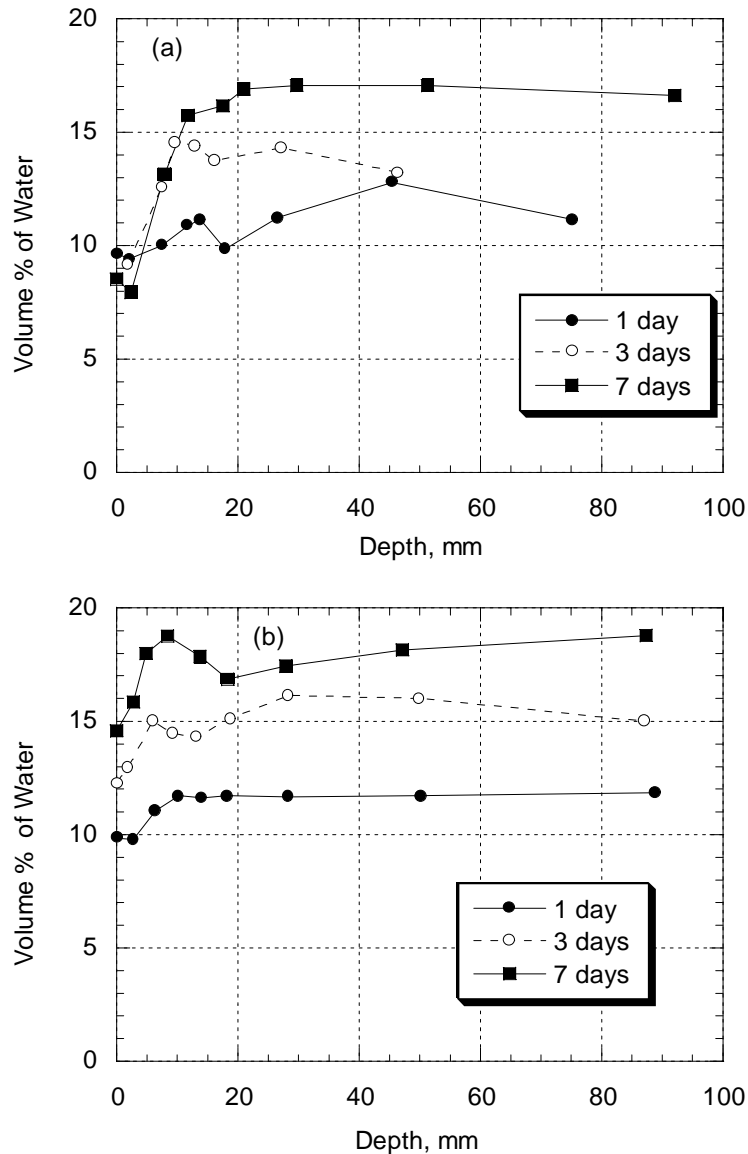 20
(a)
15
10
5
0
Volume % of Water
1 day
3 days
7 days
0 20 40 60 80 100
Depth, mm
20
(b)
15
10
5
0
Volume %  of Water
1 day
3 days
7 days
0 20 40 60 80 100
Depth, mm